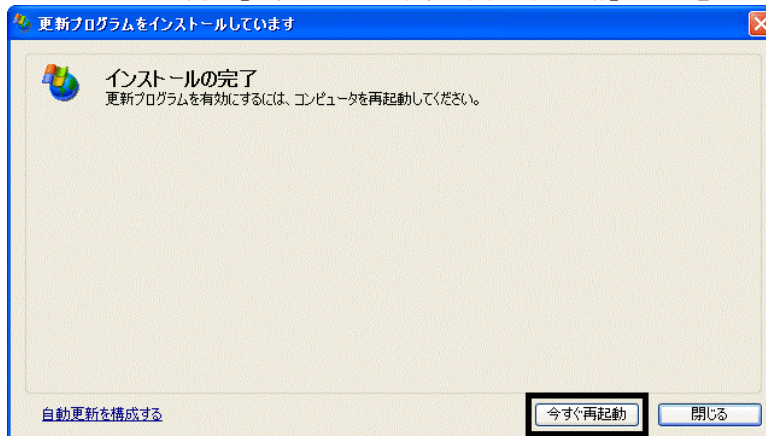 更新プログラムをインストールしています
インストールの完了
更新プログラムを有効にするには、コンピュータを再起動してください。
自動更新を構成する
今すぐ再起動
閉じる